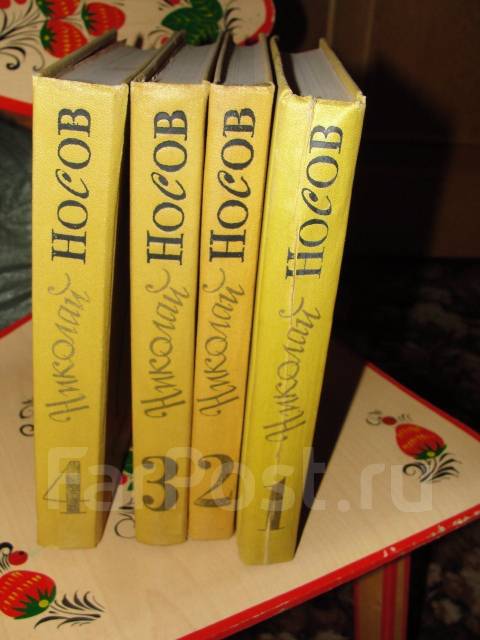 Николай Носов
4
Николай Носов
3
Николай Носов
2
Николай Носов
1
FarPost.ru